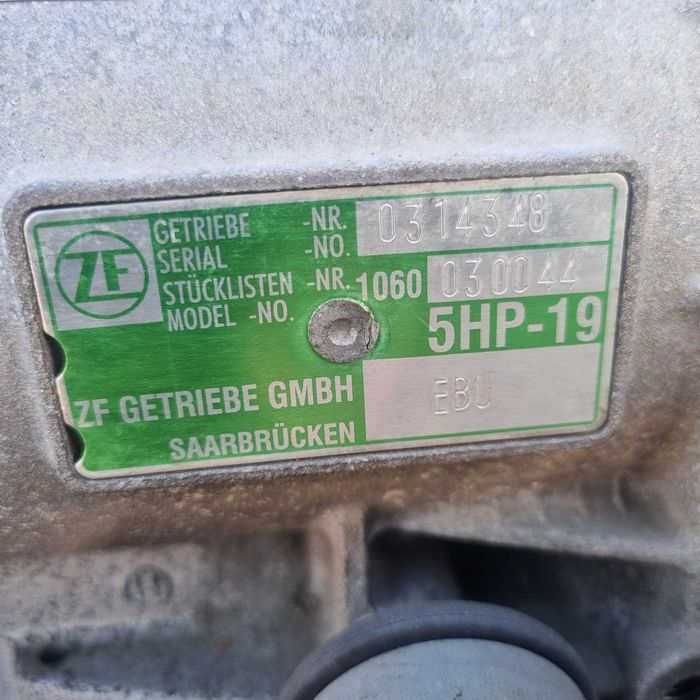 ZF
GETRIEBE -NR. 0314348
SERIAL -NO.
STÜCKLISTEN -NR. 1060 030044
MODEL -NO.
5HP-19
ZF GETRIEBE GMBH EBU
SAARBRÜCKEN
H